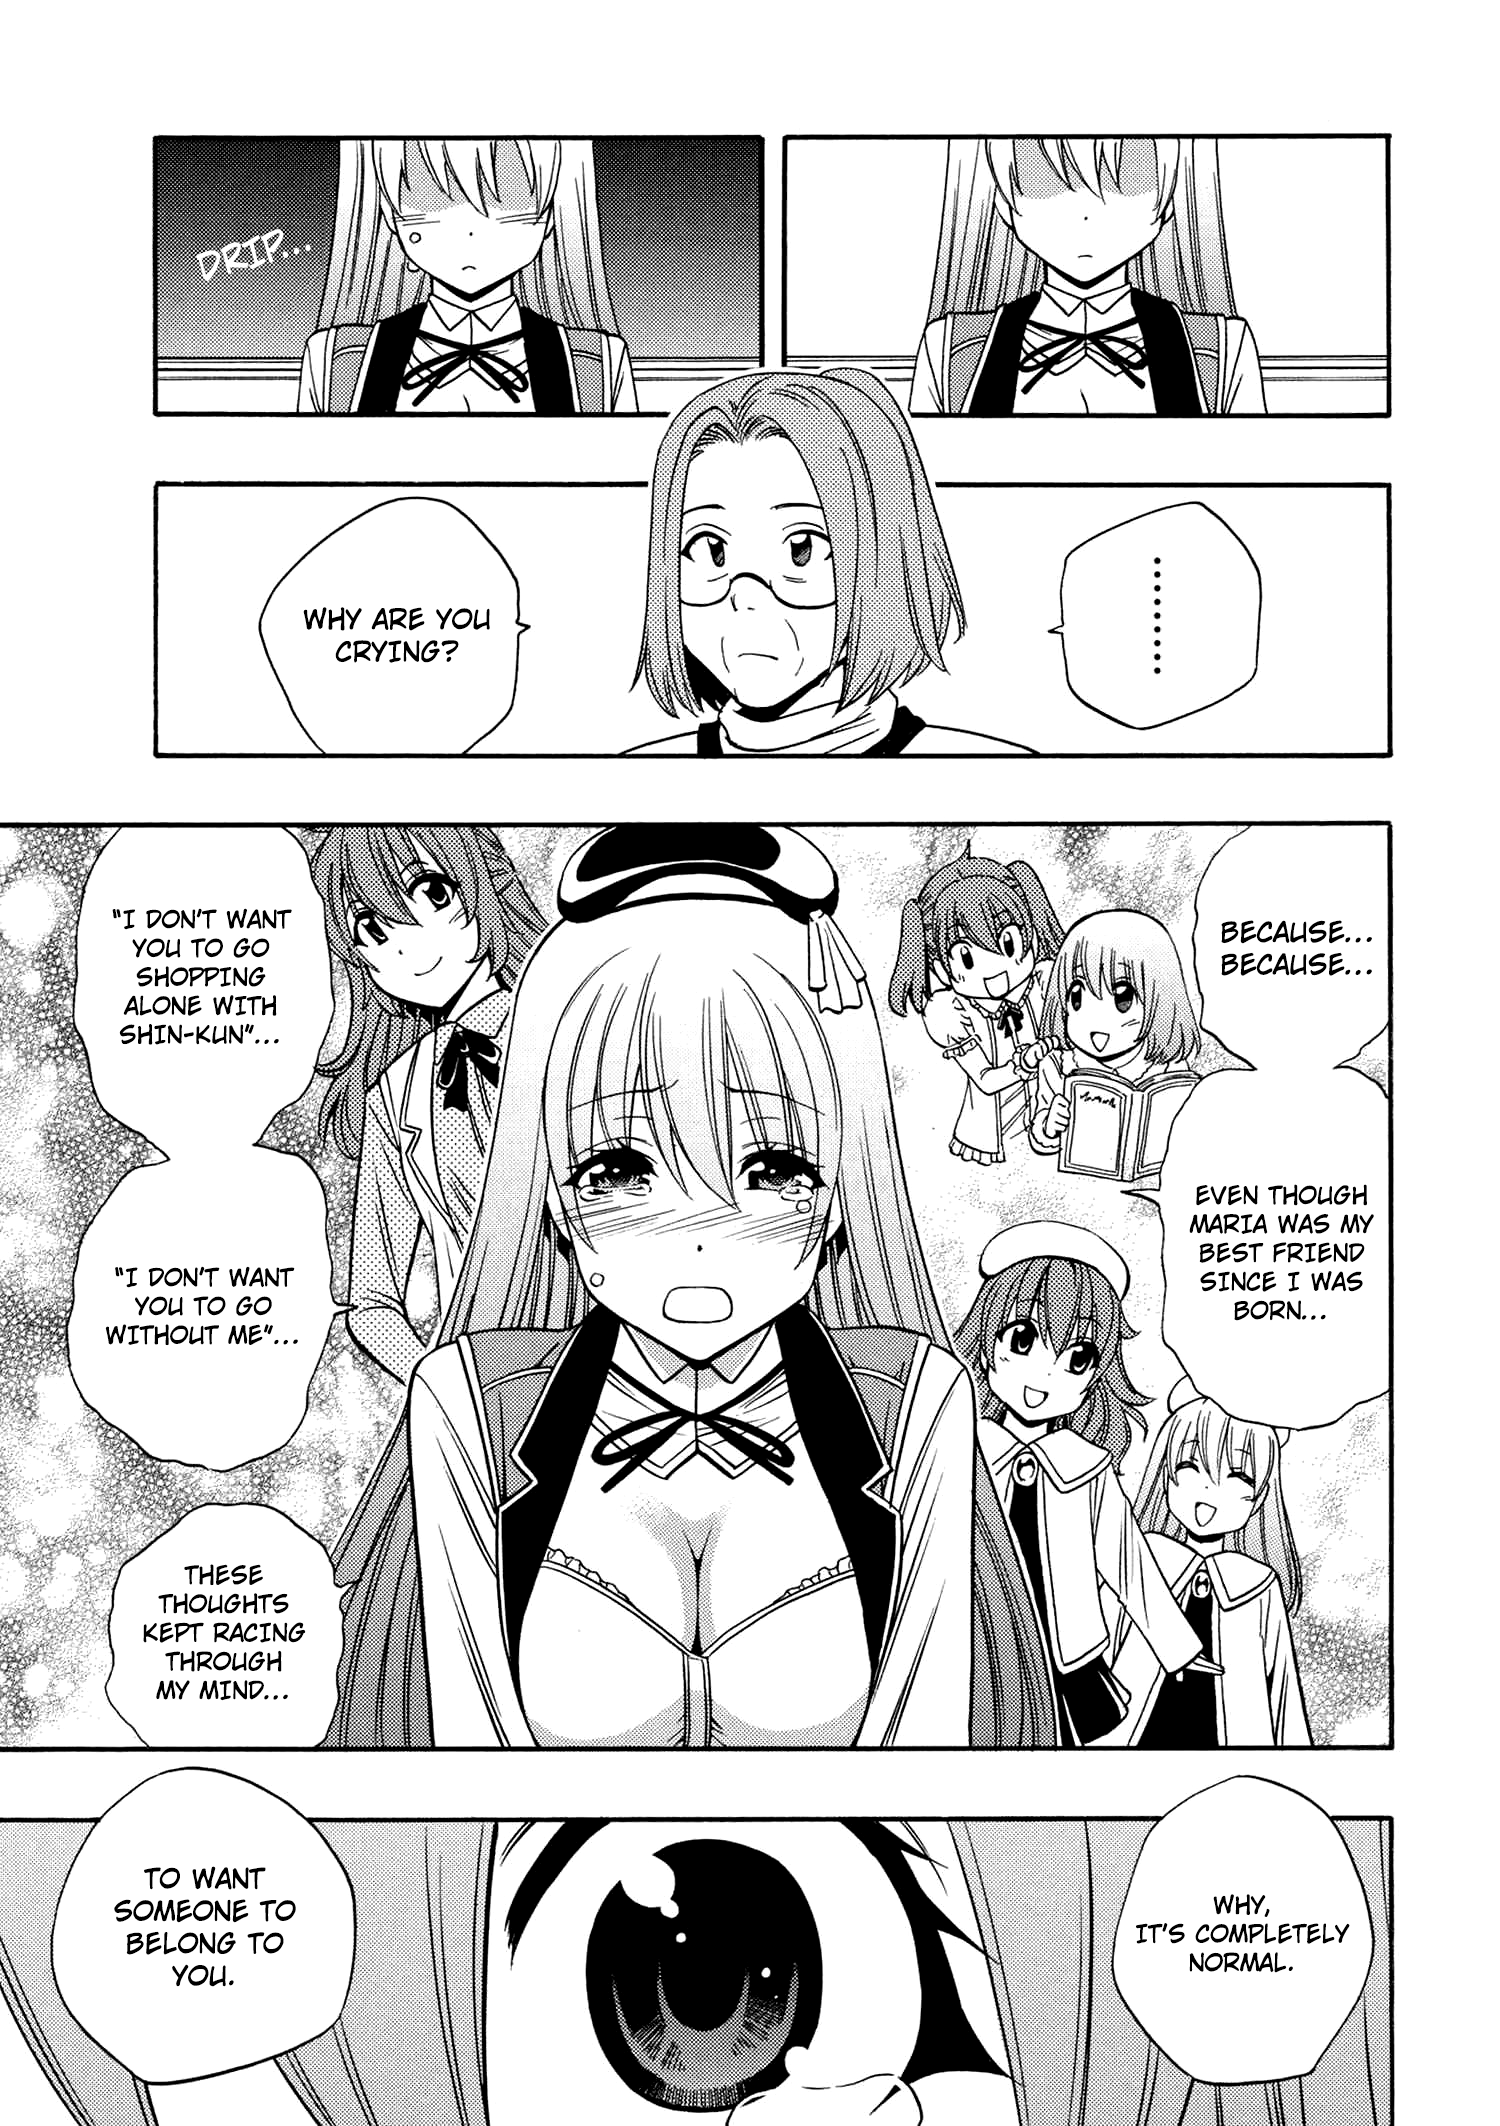 DRIP...
.........
WHY ARE YOU
CRYING?
BECAUSE...
BECAUSE...
EVEN THOUGH
MARIA WAS MY
BEST FRIEND
SINCE I WAS
BORN...
"I DON'T WANT
YOU TO GO
SHOPPING
ALONE WITH
SHIN-KUN"...
"I DON'T WANT
YOU TO GO
WITHOUT ME"...
THESE
THOUGHTS
KEPT RACING
THROUGH
MY MIND...
WHY,
IT'S COMPLETELY
NORMAL.
TO WANT
SOMEONE TO
BELONG TO
YOU.